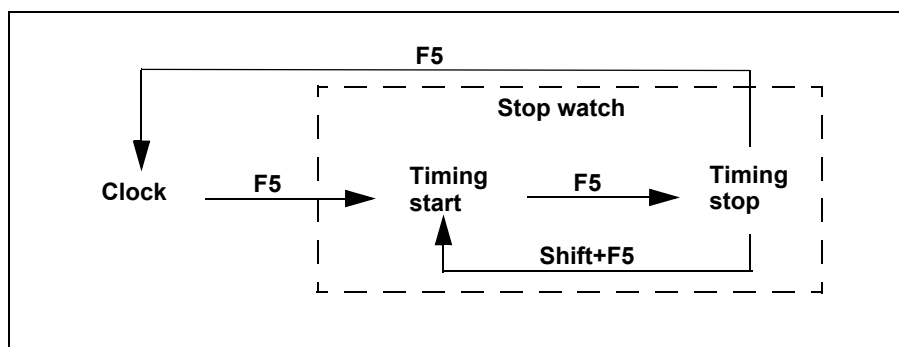 F5
Stop watch
Clock
F5
Timing
start
F5
Timing
stop
Shift+F5